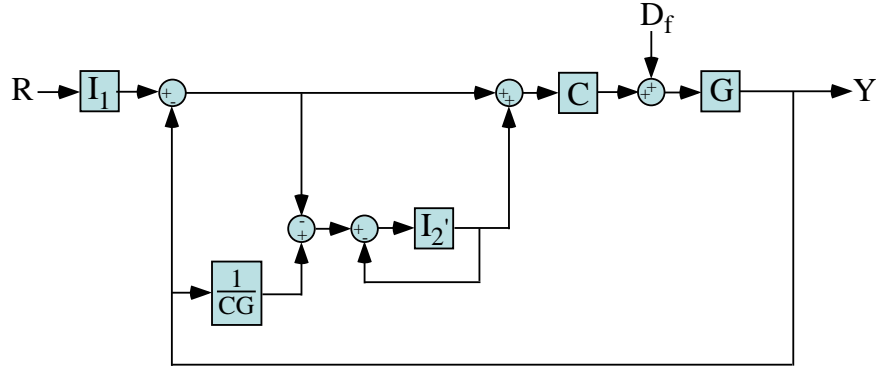 D_f
R I_1 + - + + C + + G Y
- + + - I_2'
1
CG